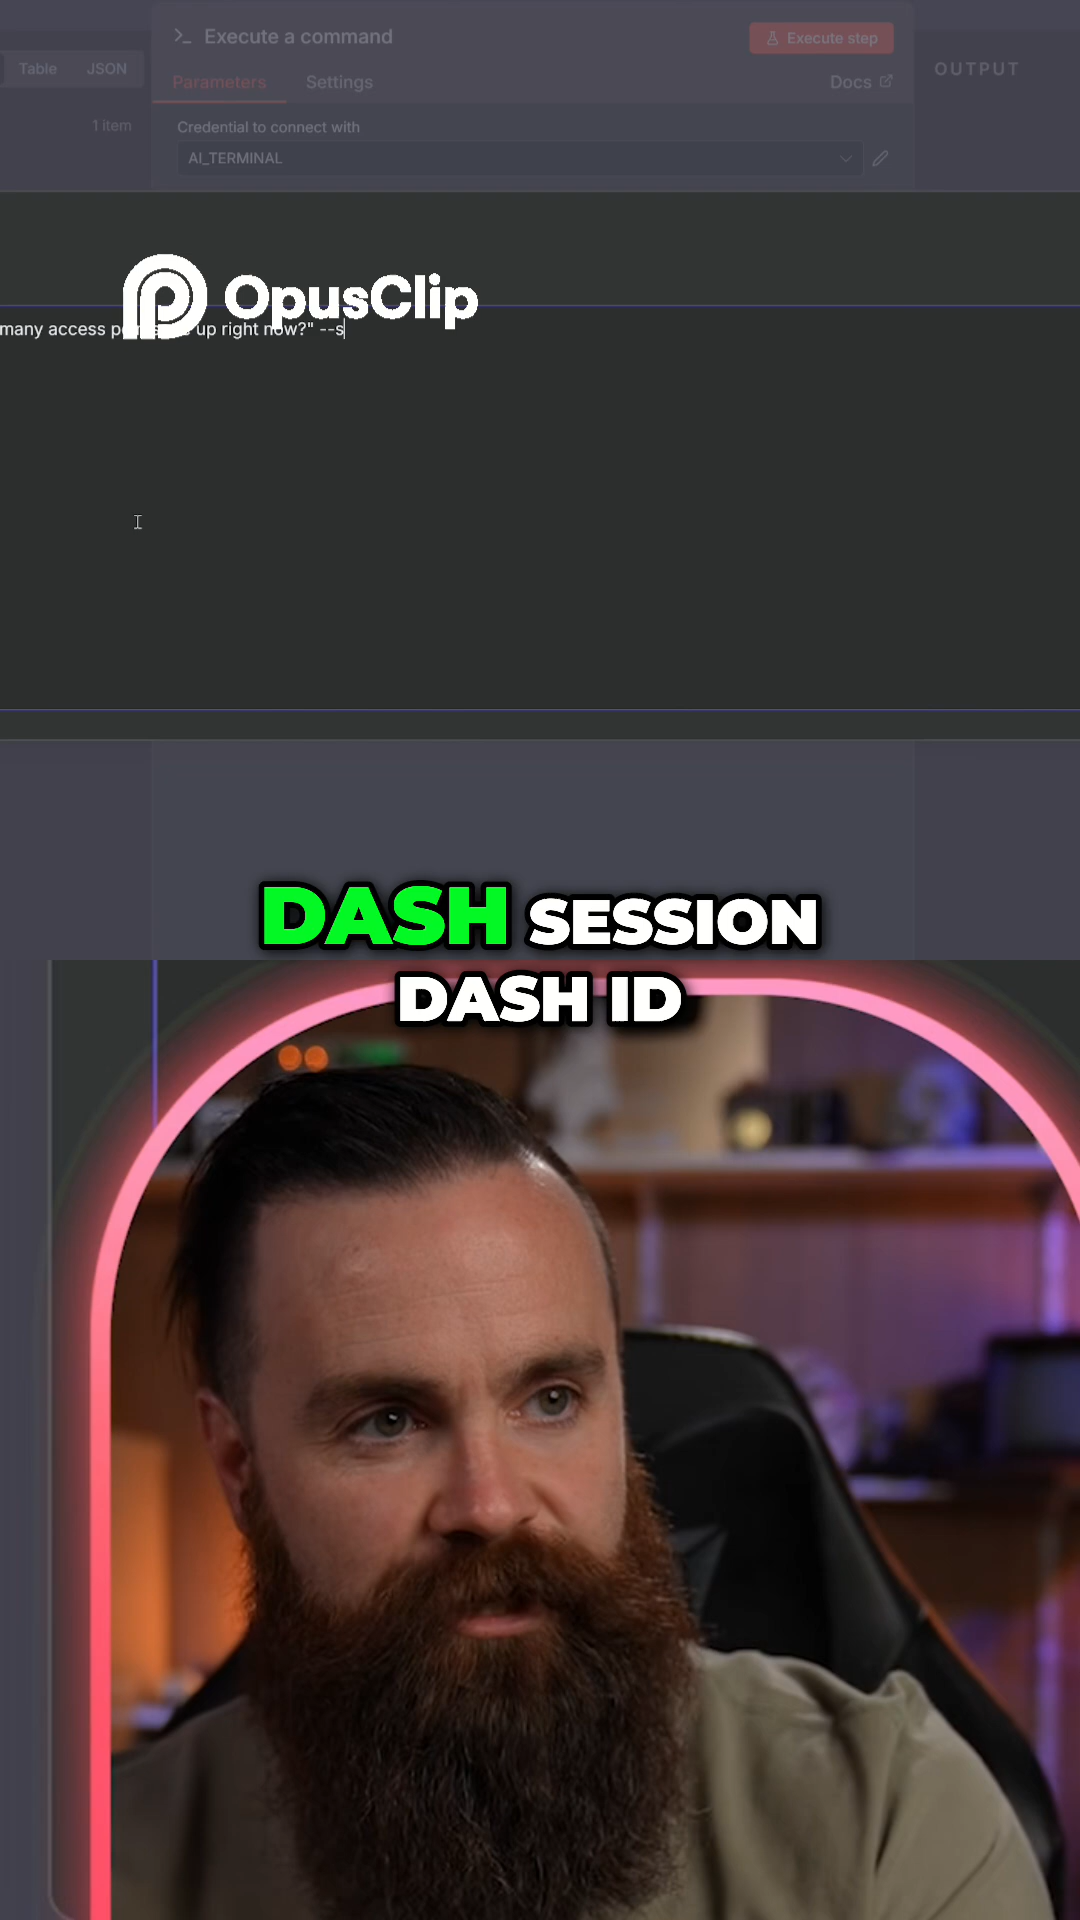 Execute a command
Execute step
Table JSON
Parameters Settings
Docs
OUTPUT
1 item
Credential to connect with
AI_TERMINAL
OpusClip
many access up right now?" --s
DASH SESSION
DASH ID